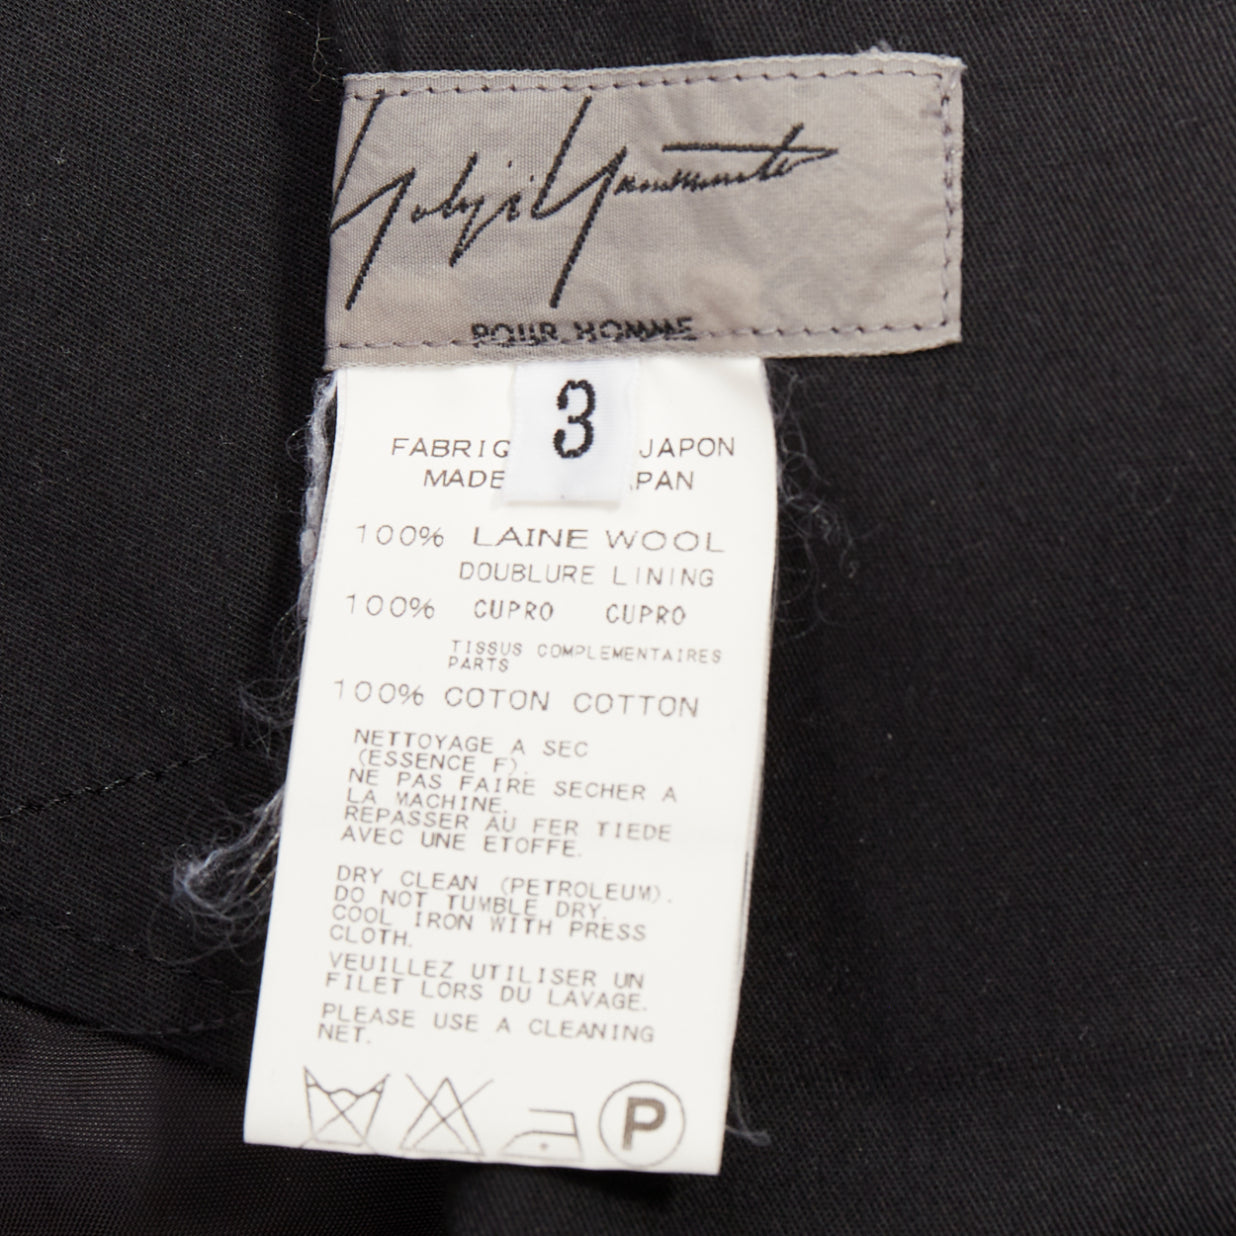 Yohji Yamamoto
POUR HOMME
3
FABRIQ JAPON
MADE PAN
100% LAINE WOOL
DOUBLURE LINING
100% CUPRO CUPRO
TISSUS COMPLEMENTAIRES
PARTS
100% COTON COTTON
NETTOYAGE A SEC
(ESSENCE F).
NE PAS FAIRE SECHER A
LA MACHINE.
REPASSER AU FER TIEDE
AVEC UNE ETOFFE.
DRY CLEAN (PETROLEUM).
DO NOT TUMBLE DRY.
COOL IRON WITH PRESS
CLOTH.
VEUILLEZ UTILISER UN
FILET LORS DU LAVAGE.
PLEASE USE A CLEANING
NET.
P